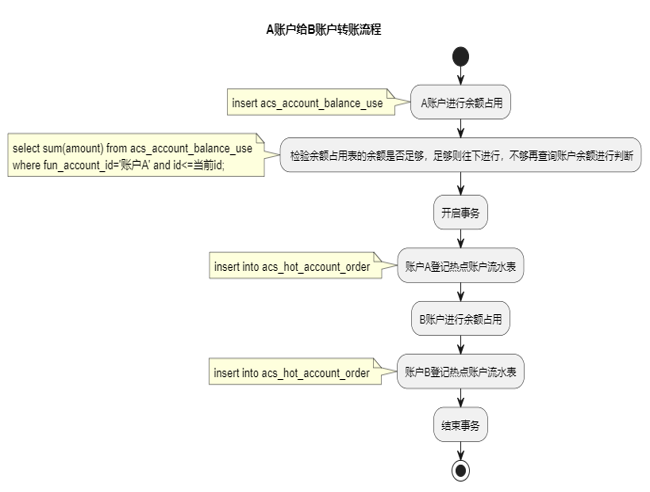 A账户给B账户转账流程
insert acs_account_balance_use
A账户进行余额占用
select sum(amount) from acs_account_balance_use
where fun_account_id='账户A' and id<=当前id;
检验余额占用表的余额是否足够，足够则往下进行，不够再查询账户余额进行判断
开启事务
insert into acs_hot_account_order
账户A登记热点账户流水表
B账户进行余额占用
insert into acs_hot_account_order
账户B登记热点账户流水表
结束事务